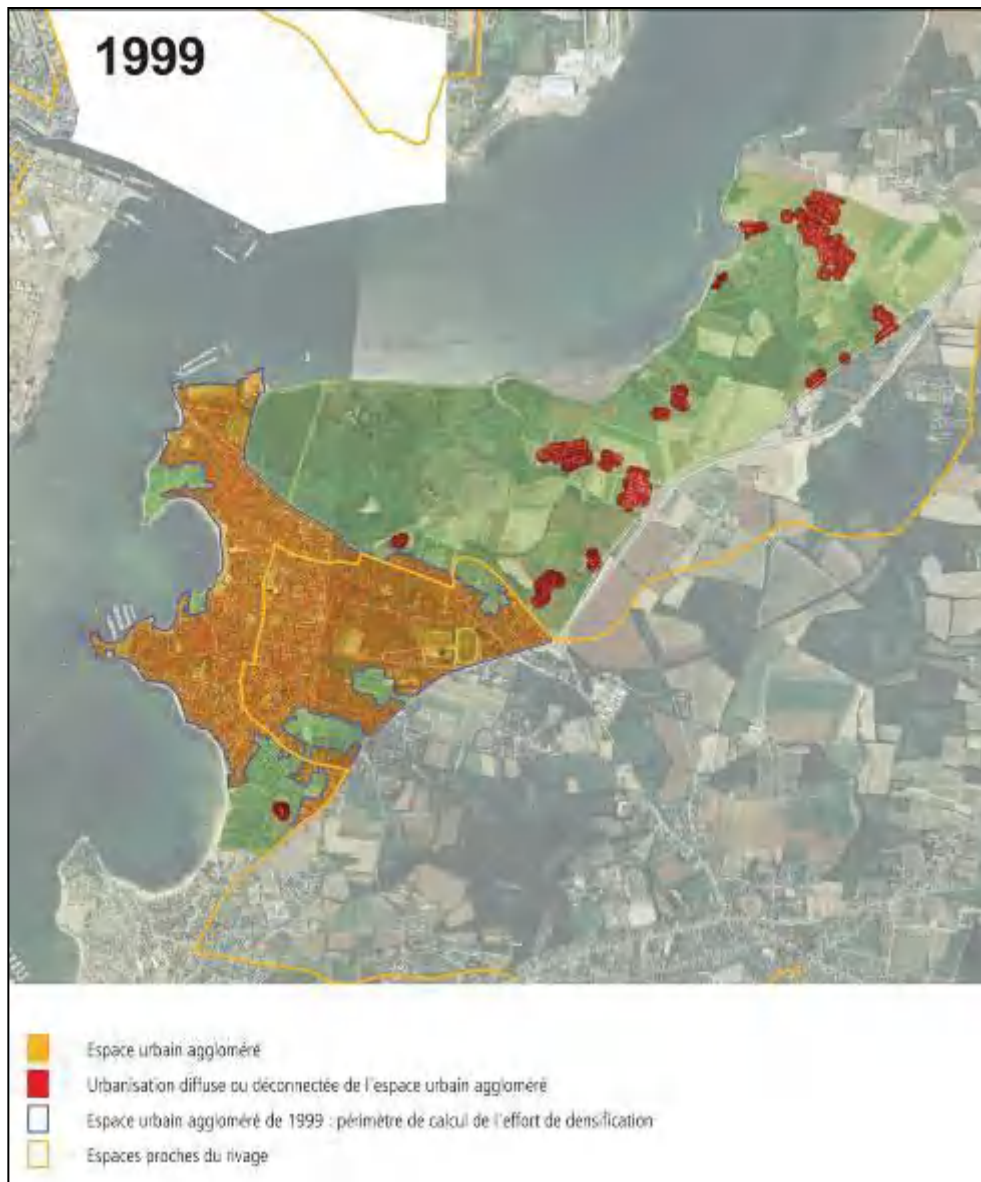 1999
Espace urbain aggloméré
Urbanisation diffuse ou déconnectée de l'espace urbain aggloméré
Espace urbain aggloméré de 1999 : périmètre de calcul de l'effort de densification
Espaces proches du rivage